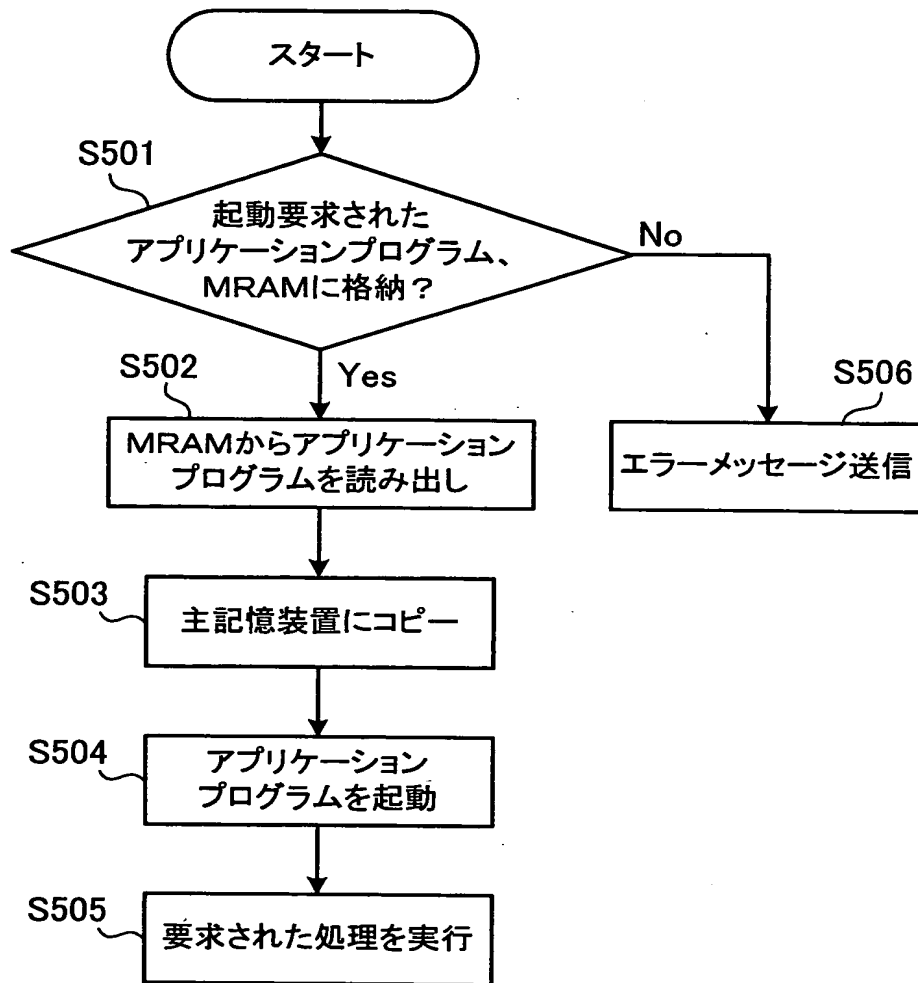 スタート
S501
起動要求された
アプリケーションプログラム、
MRAMに格納？
No
S502
Yes
S506
MRAMからアプリケーション
プログラムを読み出し
エラーメッセージ送信
S503
主記憶装置にコピー
S504
アプリケーション
プログラムを起動
S505
要求された処理を実行